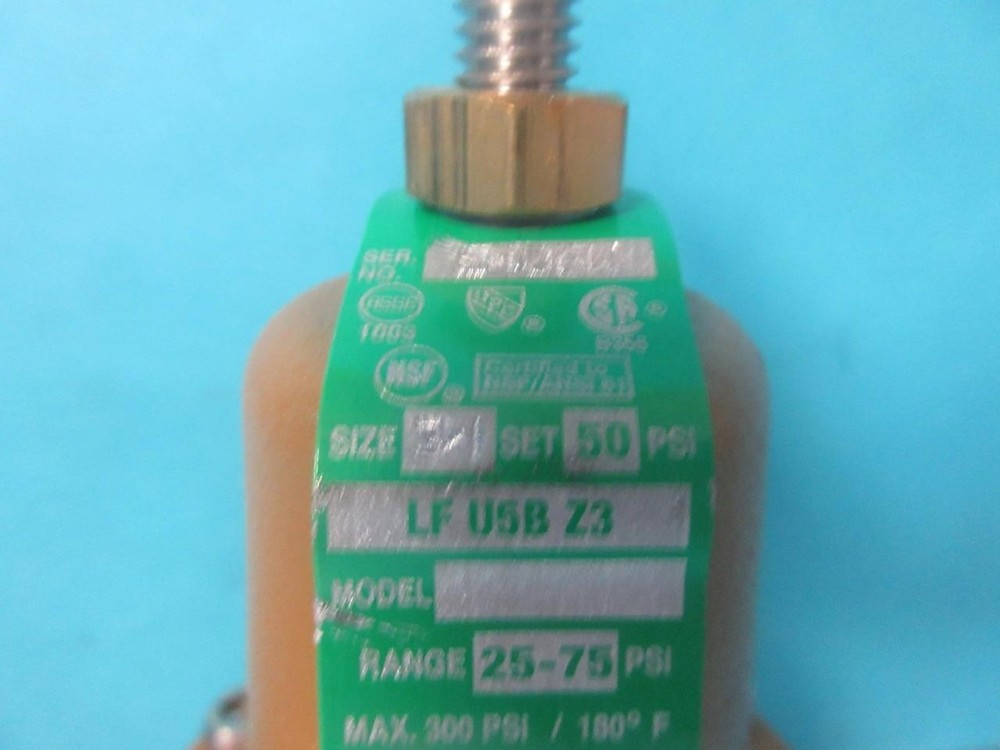 SER.
NO.
ASSE
1003
NSF®
Certified to
NSF/ANSI 61
SIZE SET 50 PSI
LF U5B Z3
MODEL
RANGE 25-75 PSI
MAX. 300 PSI / 180° F